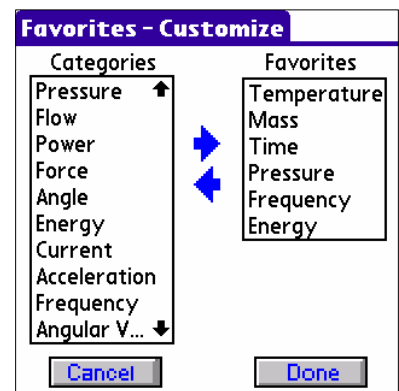 Favorites - Customize
Categories
Pressure
Flow
Power
Force
Angle
Energy
Current
Acceleration
Frequency
Angular V...
Favorites
Temperature
Mass
Time
Pressure
Frequency
Energy
Cancel
Done